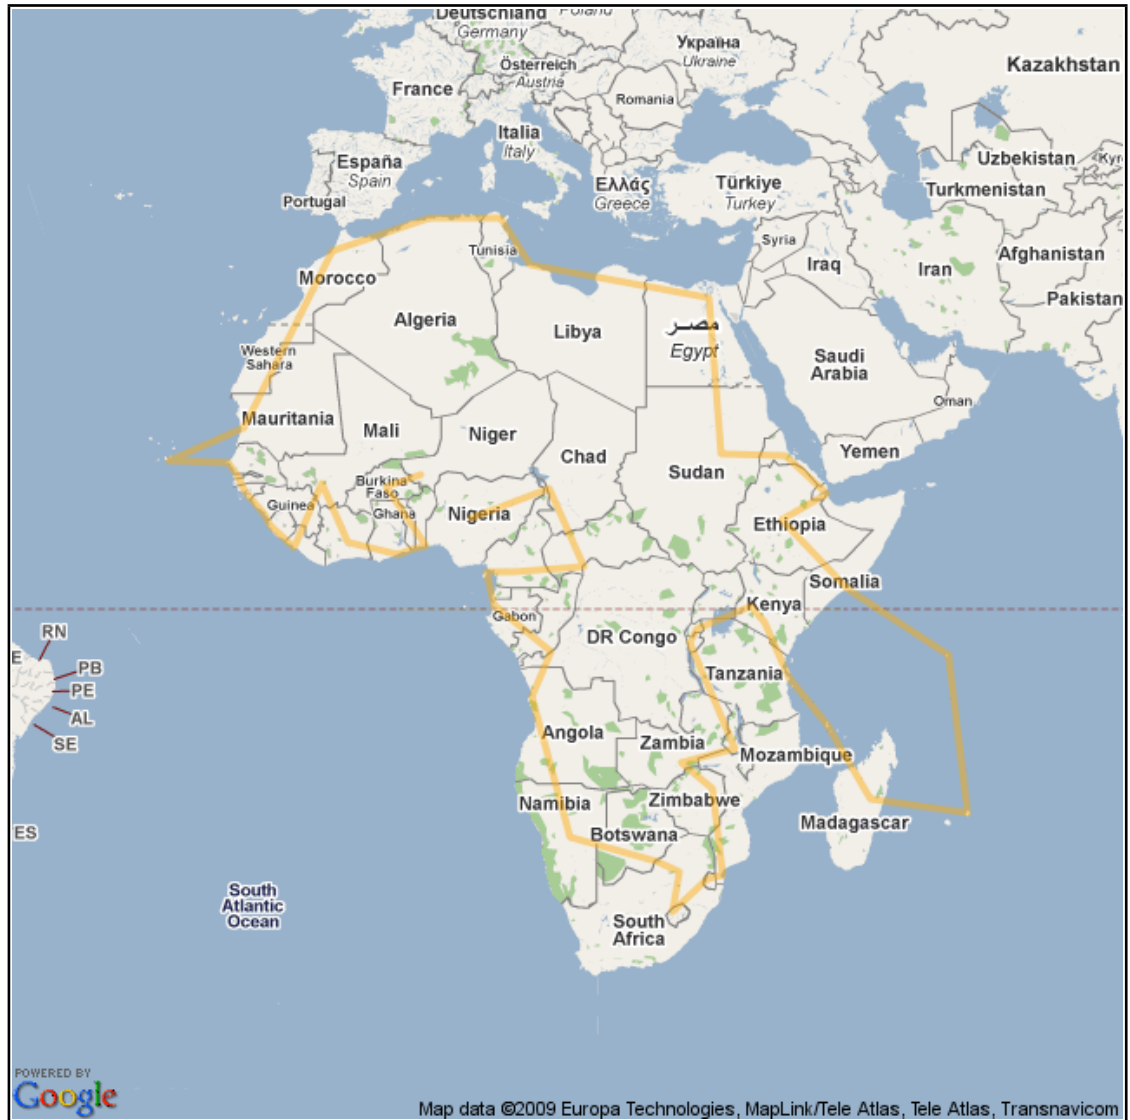 Deutschland
Germany
Poland
Україна
Ukraine
Kazakhstan
Österreich
Austria
France
Romania
Italia
Italy
Uzbekistan
España
Spain
Portugal
Ελλάς
Greece
Türkiye
Turkey
Turkmenistan
Syria
Iraq
Iran
Afghanistan
Pakistan
Tunisia
Morocco
Algeria
Libya
مصر
Egypt
Saudi
Arabia
Oman
Yemen
Western
Sahara
Mauritania
Mali
Niger
Chad
Sudan
Burkina
Faso
Guinea
Ghana
Nigeria
Ethiopia
Somalia
Kenya
Gabon
DR Congo
Tanzania
RN
E
PB
PE
AL
SE
ES
Angola
Zambia
Mozambique
Namibia
Zimbabwe
Botswana
Madagascar
South
Atlantic
Ocean
South
Africa
POWERED BY
Google
Map data ©2009 Europa Technologies, MapLink/Tele Atlas, Tele Atlas, Transnavicom